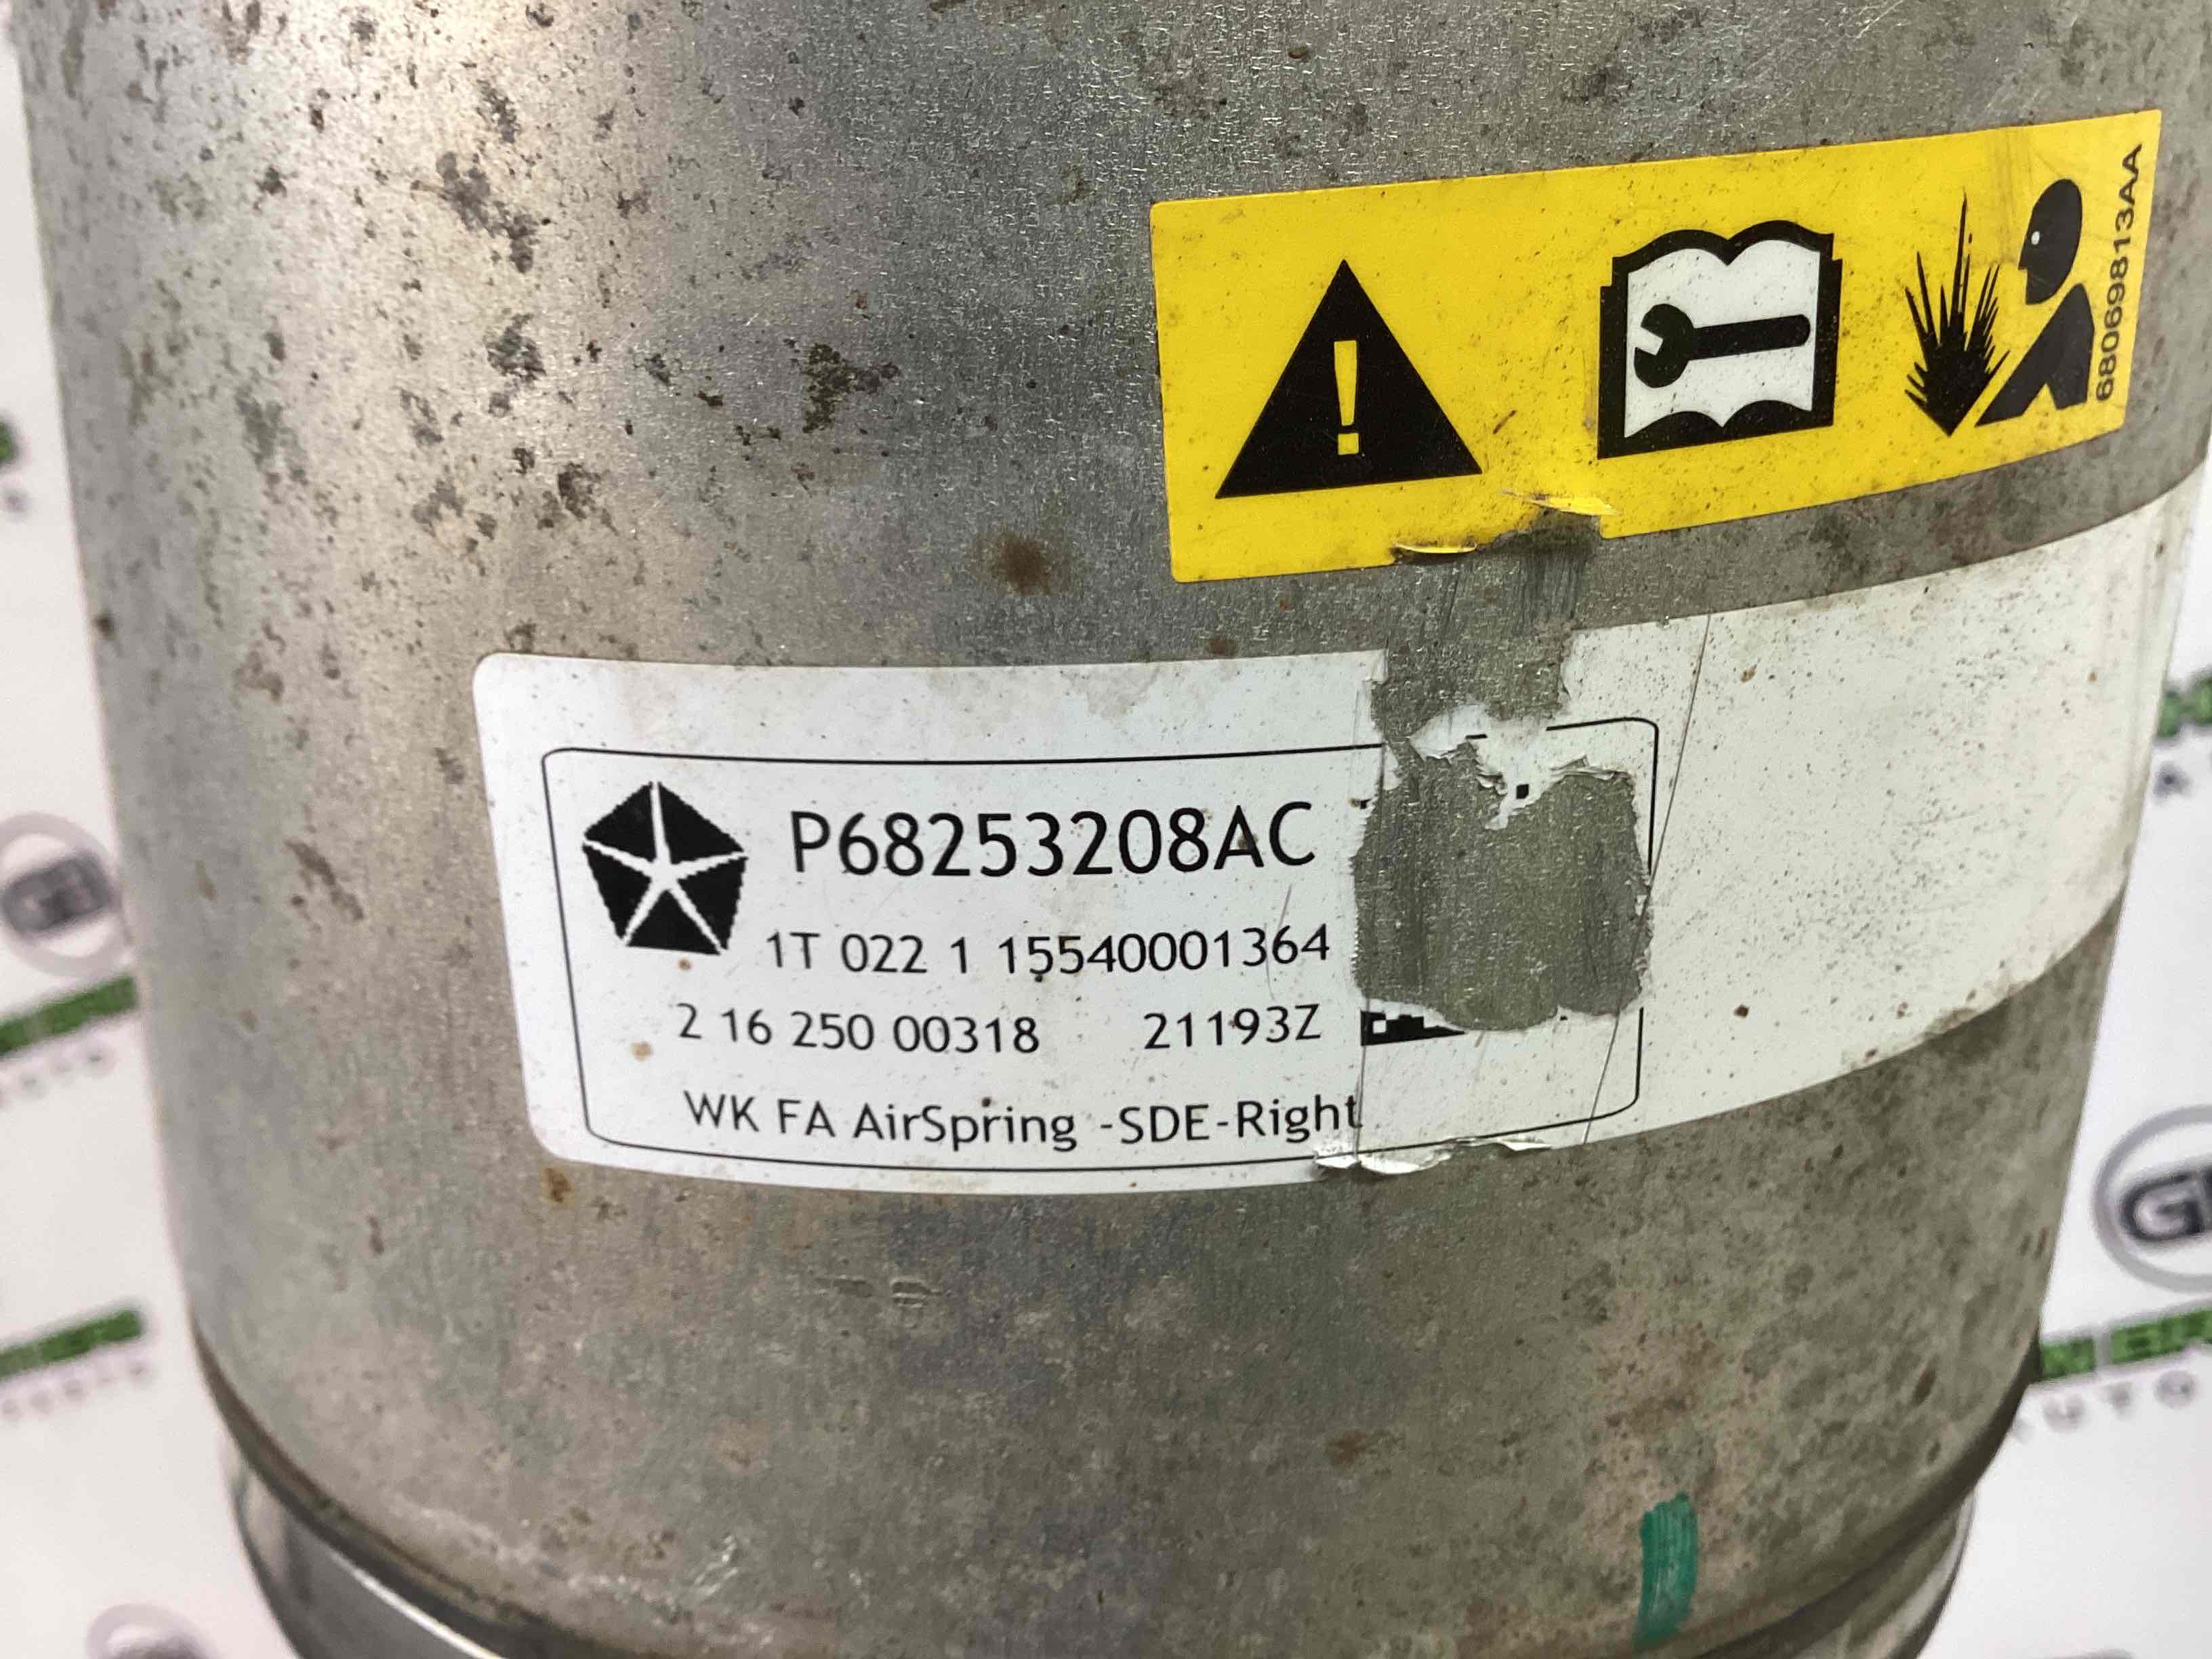 68069813AA
P68253208AC
1T 022 1 15540001364
2 16 250 00318 21193Z
WK FA AirSpring -SDE-Right